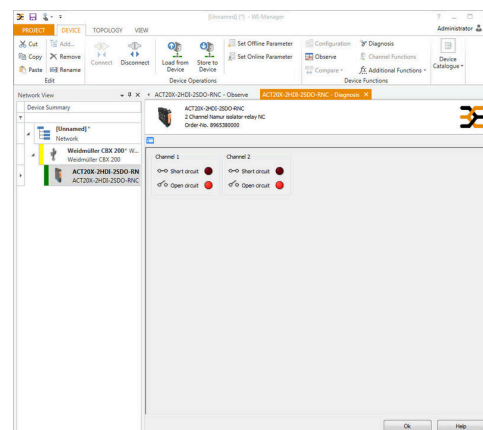 [Unnamed] (*) - WI-Manager
PROJECT DEVICE TOPOLOGY VIEW Administrator
Cut Add... Connect Disconnect Load from Device Store to Device Set Offline Parameter Configuration Diagnosis Device Catalogue
Copy Remove Set Online Parameter Observe Channel Functions
Paste Rename Compare Additional Functions
Edit Device Operations Device Functions
Network View ACT20X-2HDI-2SDO-RNC - Observe ACT20X-2HDI-2SDO-RNC - Diagnosis
Device Summary
ACT20X-2HDI-2SDO-RNC
2 Channel Namur isolator-relay NC
Order-No. 8965380000
[Unnamed]*
Network
Weidmüller CBX 200* W...
Weidmüller CBX 200
ACT20X-2HDI-2SDO-RN
ACT20X-2HDI-2SDO-RNC
Channel 1 Channel 2
Short circuit Short circuit
Open circuit Open circuit
Ok Help